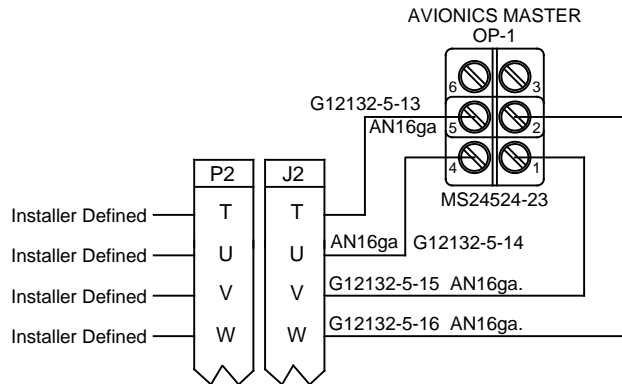 AVIONICS MASTER
OP-1
6 3
G12132-5-13
AN16ga
5 2
4 1
MS24524-23
P2 J2
Installer Defined T T
AN16ga G12132-5-14
Installer Defined U U
G12132-5-15 AN16ga.
Installer Defined V V
G12132-5-16 AN16ga.
Installer Defined W W